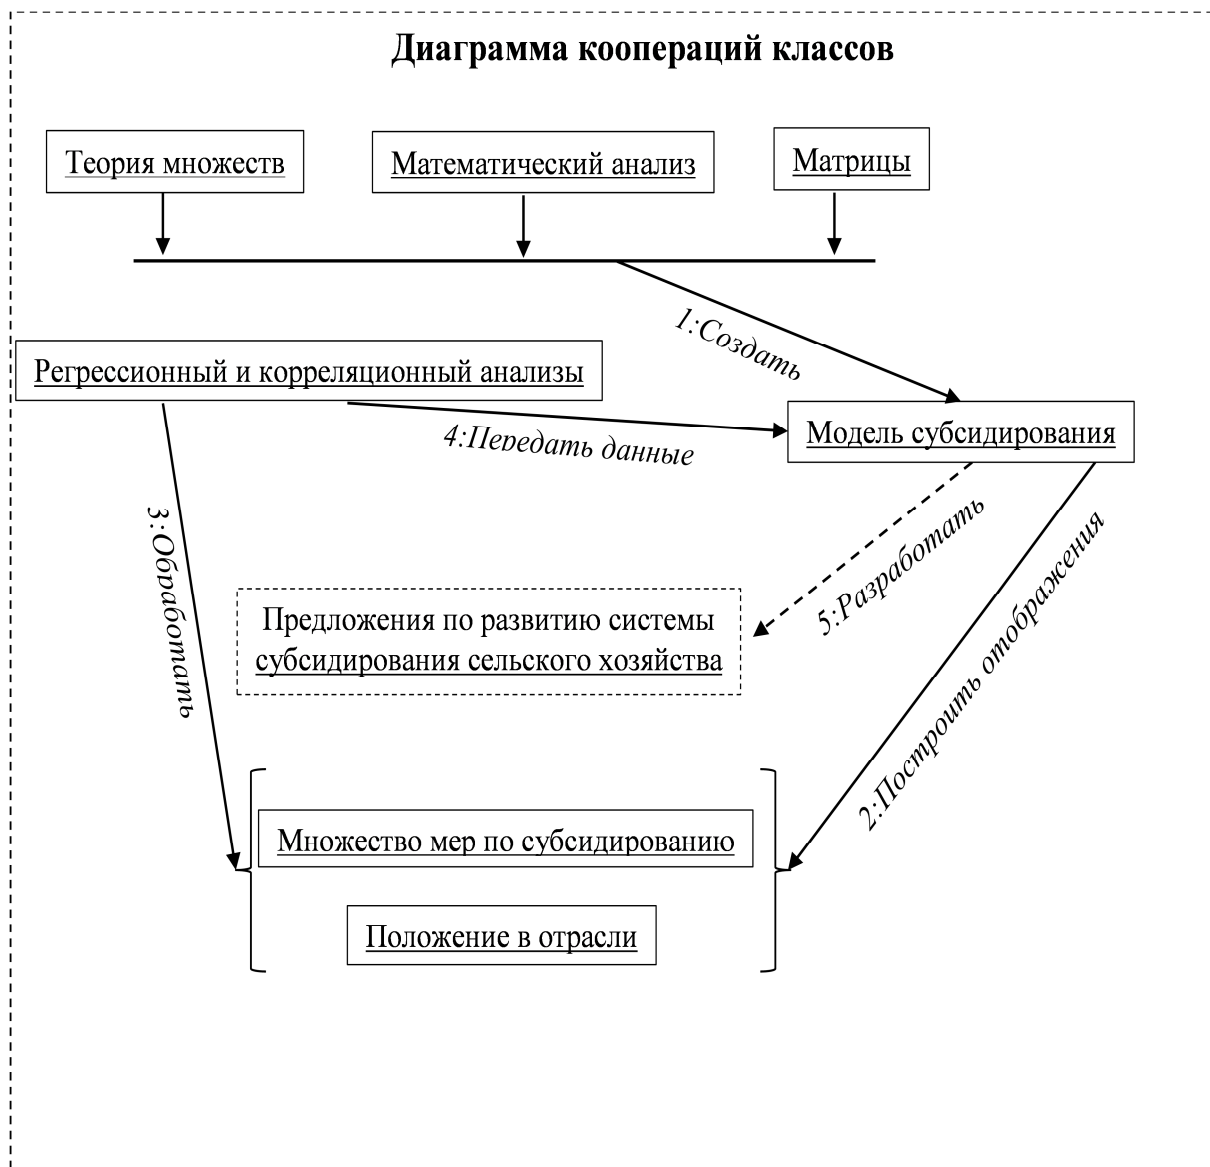 Диаграмма коопераций классов
Теория множеств
Математический анализ
Матрицы
1:Создать
Регрессионный и корреляционный анализы
4:Передать данные
Модель субсидирования
3:Обработать
5:Разработать
2:Построить отображения
Предложения по развитию системы
субсидирования сельского хозяйства
Множество мер по субсидированию
Положение в отрасли